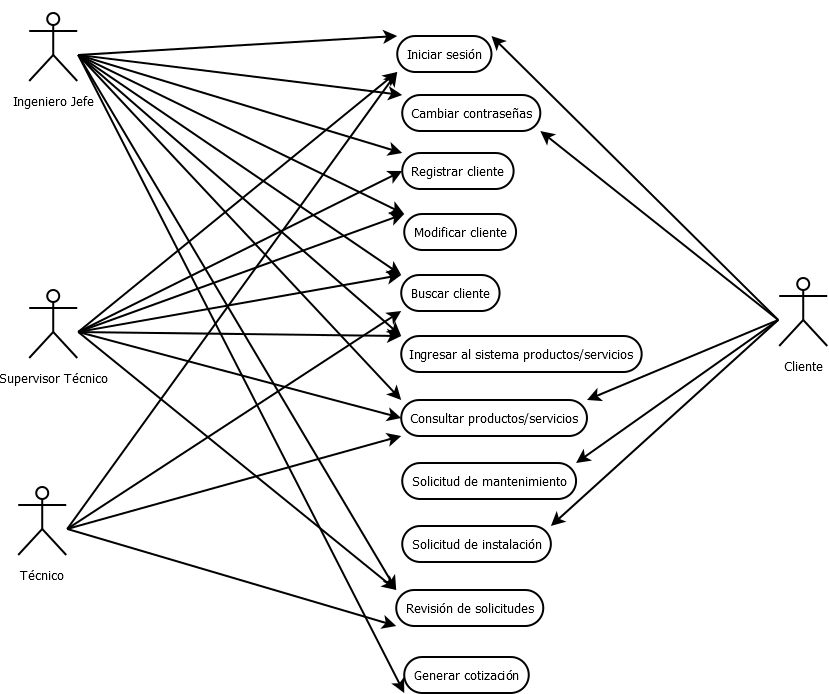 Ingeniero Jefe
Iniciar sesión
Cambiar contraseñas
Registrar cliente
Modificar cliente
Buscar cliente
Ingresar al sistema productos/servicios
Supervisor Técnico
Cliente
Consultar productos/servicios
Solicitud de mantenimiento
Solicitud de instalación
Técnico
Revisión de solicitudes
Generar cotización